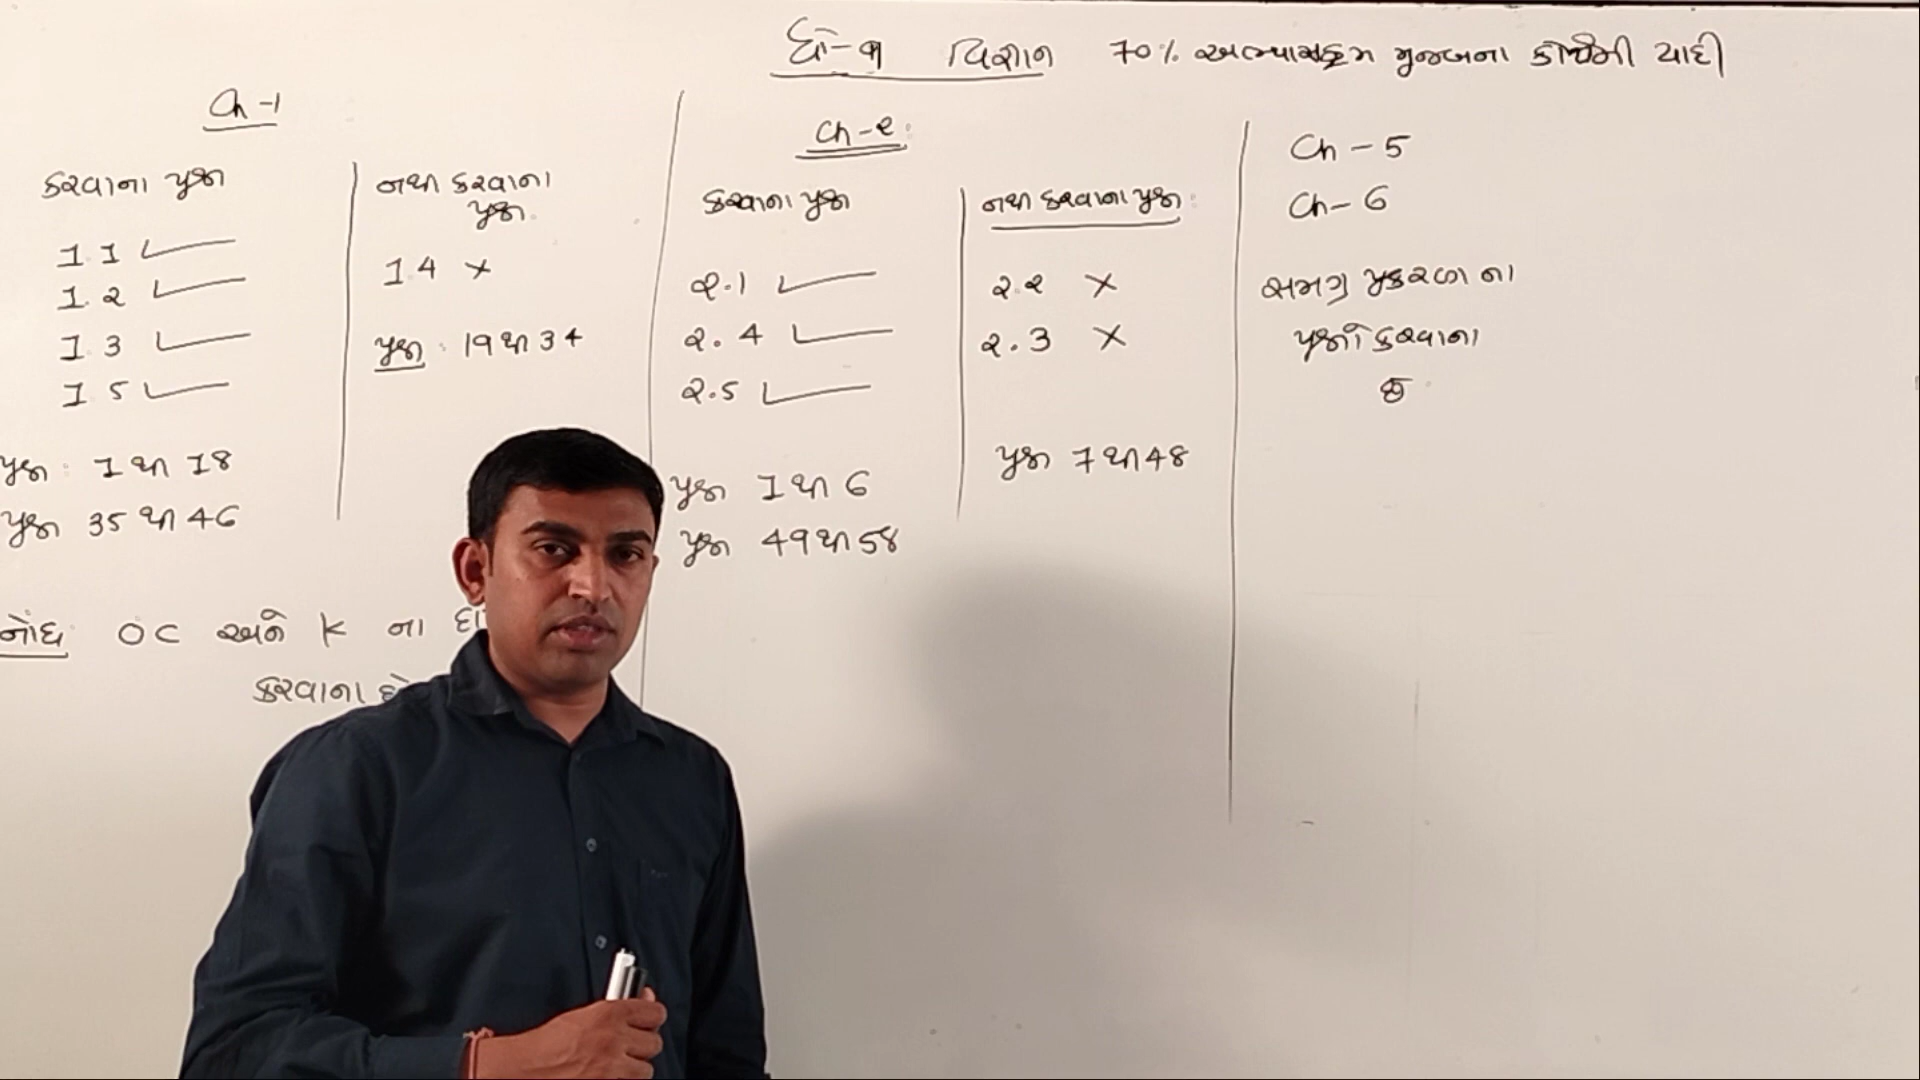 ધો-૧ વિજ્ઞાન 70% અભ્યાસક્રમ મુજબના કોર્ષની યાદી
Ch-1
કરવાના પ્રશ્ન
1.1
1.2
1.3
1.5
પ્રશ્ન : 1 થી 18
પ્રશ્ન 35 થી 46
નથી કરવાના
પ્રશ્ન
1.4 ×
પ્રશ્ન : 19 થી 34
નોંધ OC અને K ના
કરવાના
Ch-2
કરવાના પ્રશ્ન
2.1
2.4
2.5
પ્રશ્ન 1 થી 6
પ્રશ્ન 49 થી 58
નથી કરવાના પ્રશ્ન
2.2 ×
2.3 ×
પ્રશ્ન 7 થી 48
Ch-5
Ch-6
સમગ્ર પ્રકરણ ના
પ્રશ્નો કરવાના
છે